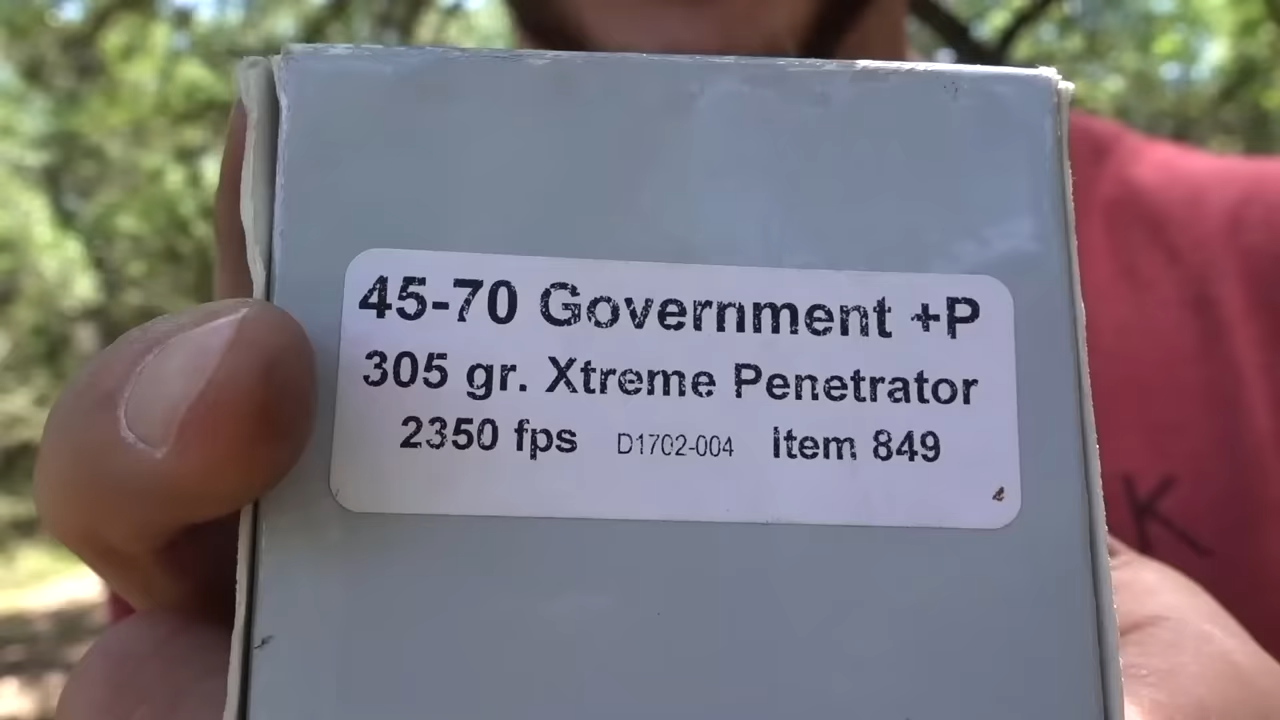 45-70 Government +P
305 gr. Xtreme Penetrator
2350 fps D1702-004 Item 849
K